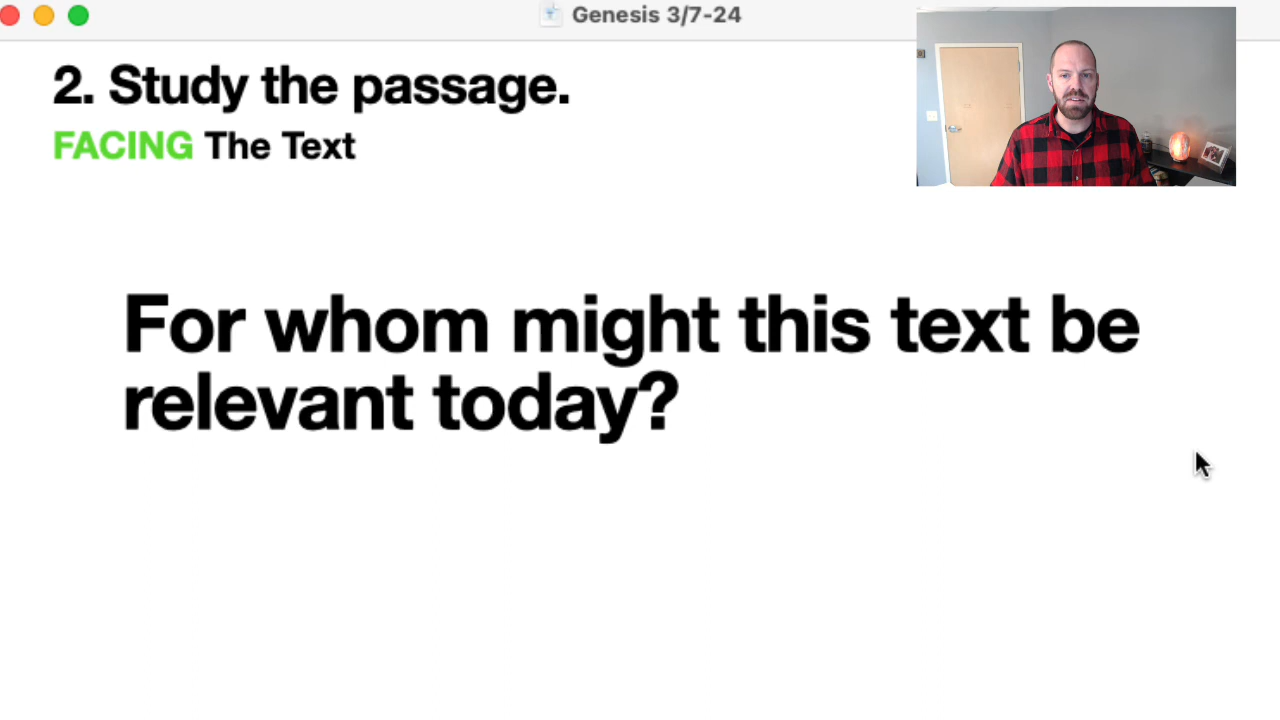 Genesis 3/7-24
2. Study the passage.
FACING The Text
For whom might this text be
relevant today?